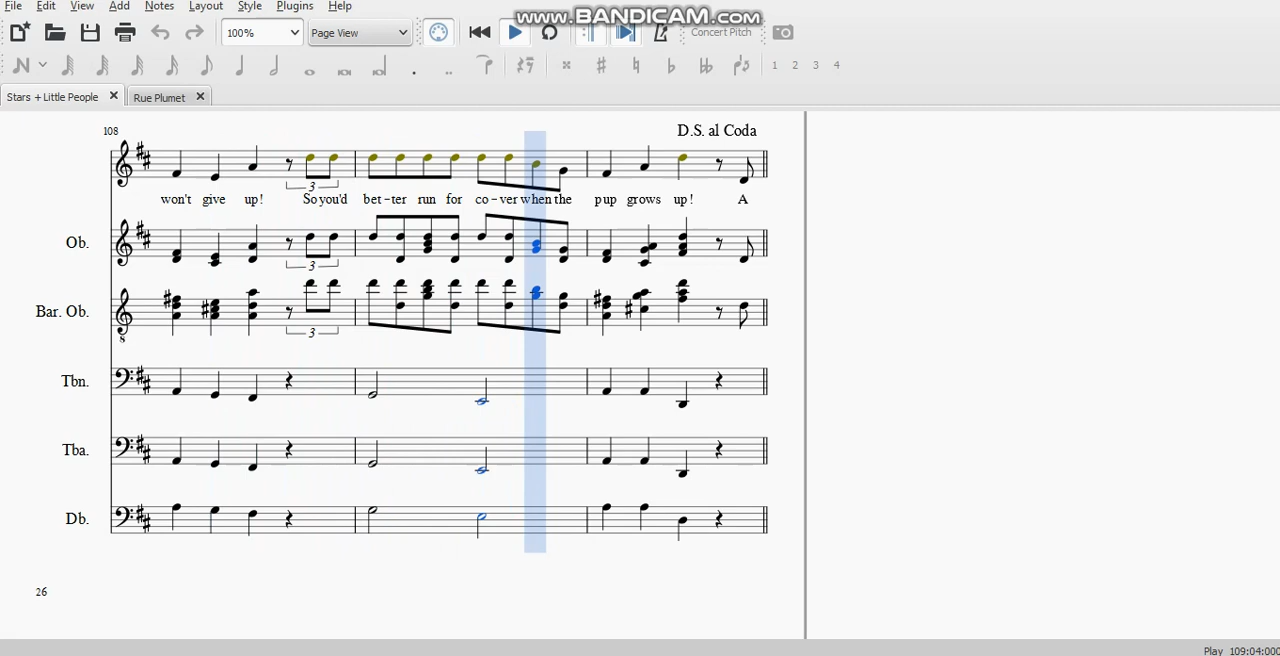 www.BANDICAM.com
File Edit View Add Notes Layout Style Plugins Help
100% Page View Concert Pitch
1 2 3 4
Stars + Little People Rue Plumet
108 D.S. al Coda
3
won't give up! So you'd bet-ter run for co-ver when the pup grows up! A
Ob.
3
Bar. Ob.
3
8
Tbn.
Tba.
Db.
26
Play 109:04:000